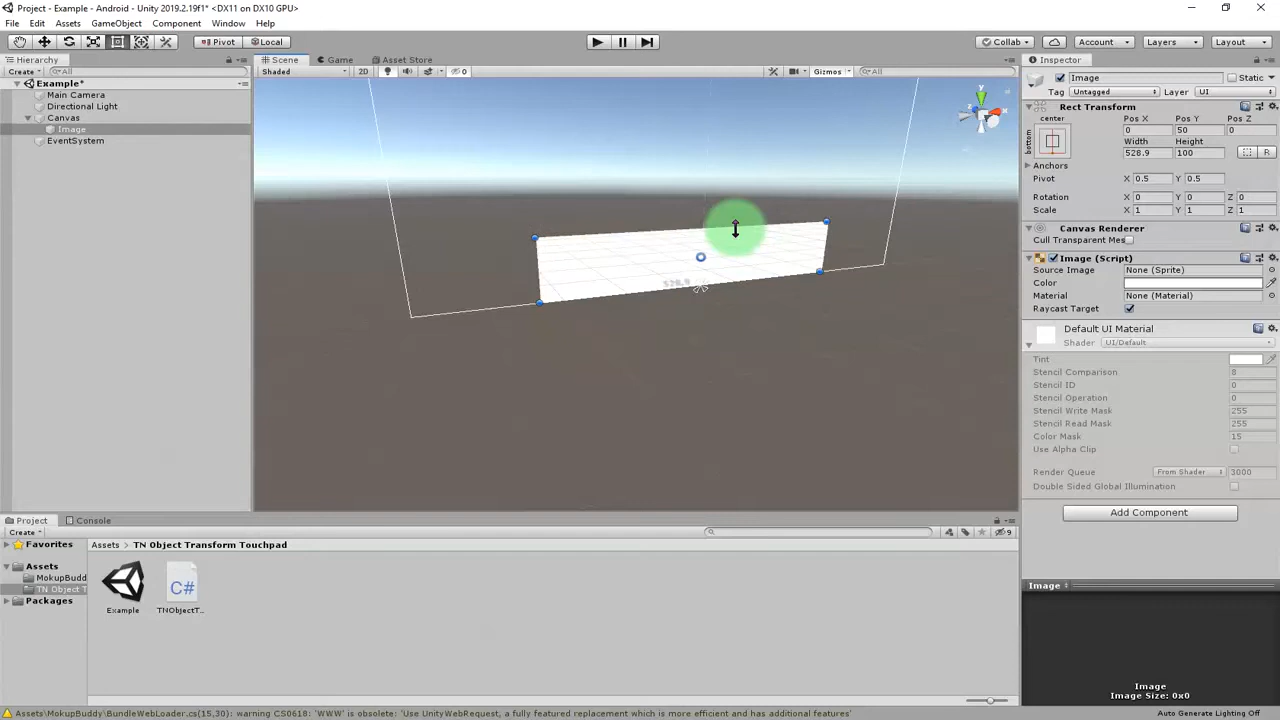 Project - Example - Android - Unity 2019.2.19f1* <DX11 on DX10 GPU>
File Edit Assets GameObject Component Window Help
Pivot Local Collab Account Layers Layout
Hierarchy Scene Game Asset Store Inspector
Create All Shaded 2D 0 Gizmos All Image Static
Example* Tag Untagged Layer UI
Main Camera
Directional Light
Canvas
Image
EventSystem
Rect Transform
center Pos X Pos Y Pos Z
bottom 0 50 0
Width Height
528.9 100 R
Anchors
Pivot X 0.5 Y 0.5
Rotation X 0 Y 0 Z 0
Scale X 1 Y 1 Z 1
Canvas Renderer
Cull Transparent Mes
Image (Script)
Source Image None (Sprite)
Color
Material None (Material)
Raycast Target
Default UI Material
Shader UI/Default
Tint
Stencil Comparison 8
Stencil ID 0
Stencil Operation 0
Stencil Write Mask 255
Stencil Read Mask 255
Color Mask 15
Use Alpha Clip
Render Queue From Shader 3000
Double Sided Global Illumination
Add Component
y
x
528.9
Project Console
Create 9
Favorites
Assets
MokupBuddy
TN Object T
Packages
Assets > TN Object Transform Touchpad
C#
Example TNObjectT...
Image
Image
Image Size: 0x0
Assets\MokupBuddy\BundleWebLoader.cs(15,30): warning CS0618: 'WWW' is obsolete: 'Use UnityWebRequest, a fully featured replacement which is more efficient and has additional features'
Auto Generate Lighting Off